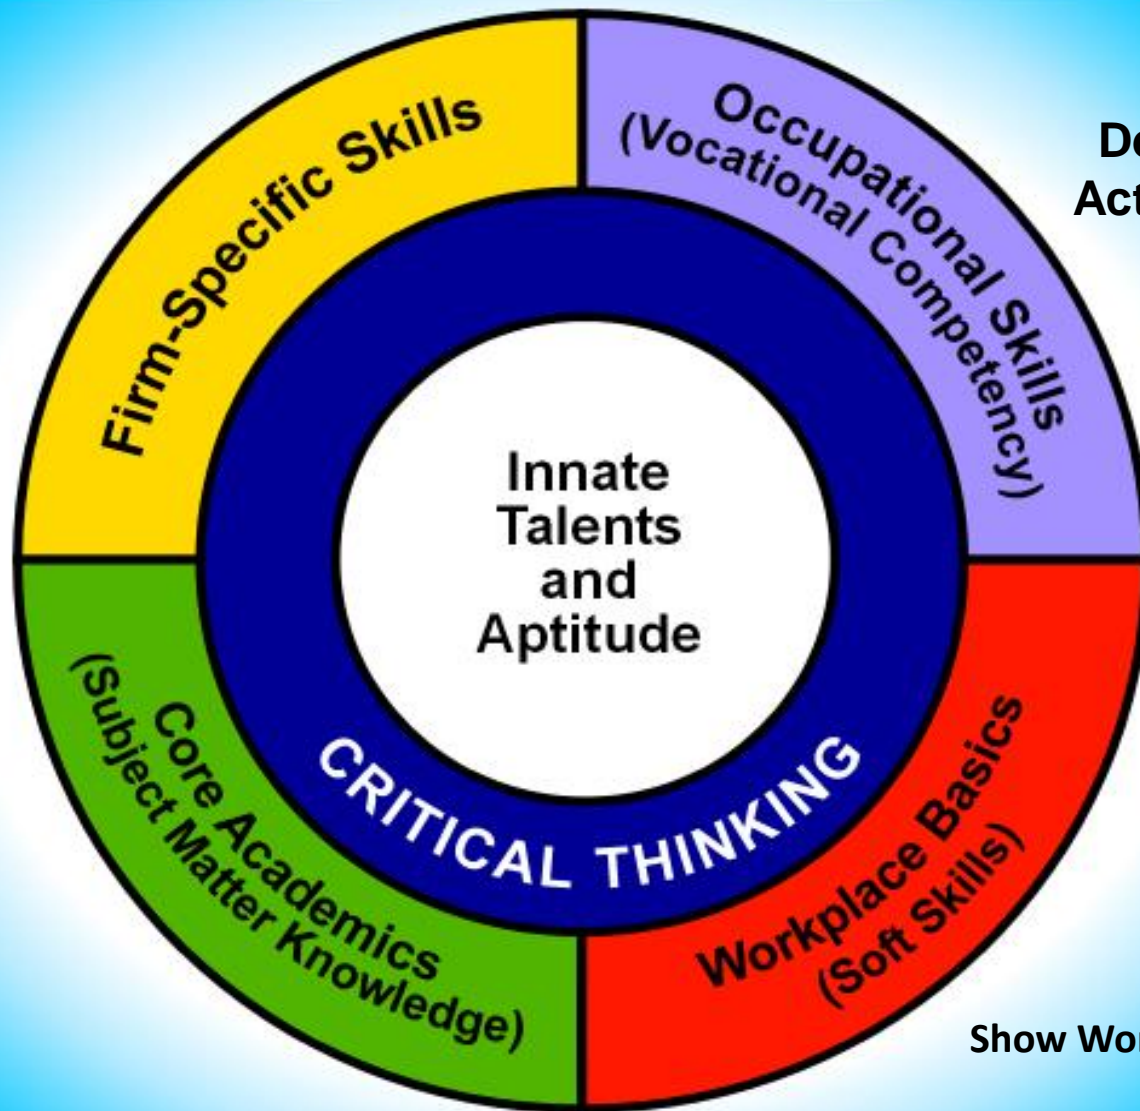 Firm-Specific Skills
Occupational Skills
(Vocational Competency)
Innate
Talents
and
Aptitude
CRITICAL THINKING
Core Academics
(Subject Matter Knowledge)
Workplace Basics
(Soft Skills)
Show